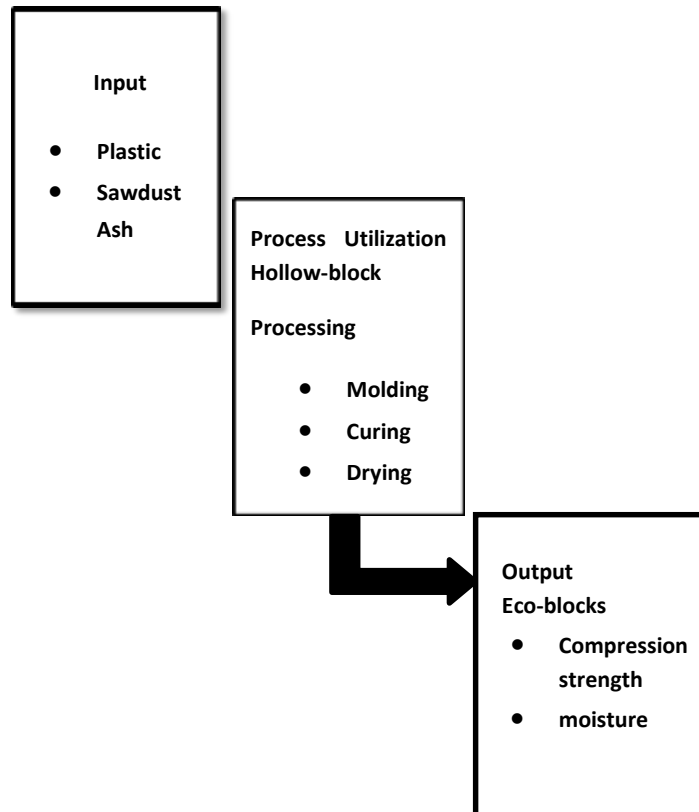 Input
• Plastic
• Sawdust
Ash
Process Utilization
Hollow-block
Processing
• Molding
• Curing
• Drying
Output
Eco-blocks
• Compression
strength
• moisture